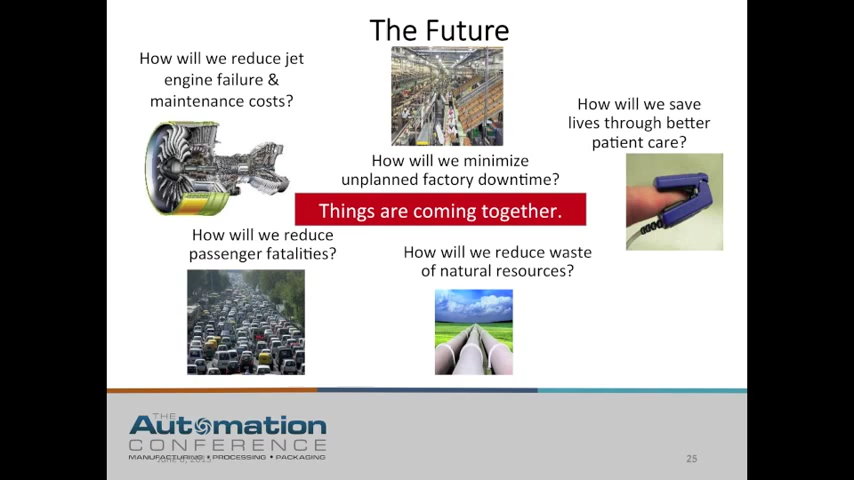 The Future
How will we reduce jet
engine failure &
maintenance costs?
How will we save
lives through better
patient care?
How will we minimize
unplanned factory downtime?
Things are coming together.
How will we reduce
passenger fatalities?
How will we reduce waste
of natural resources?
THE
Automation
CONFERENCE
MANUFACTURING • PROCESSING • PACKAGING
25